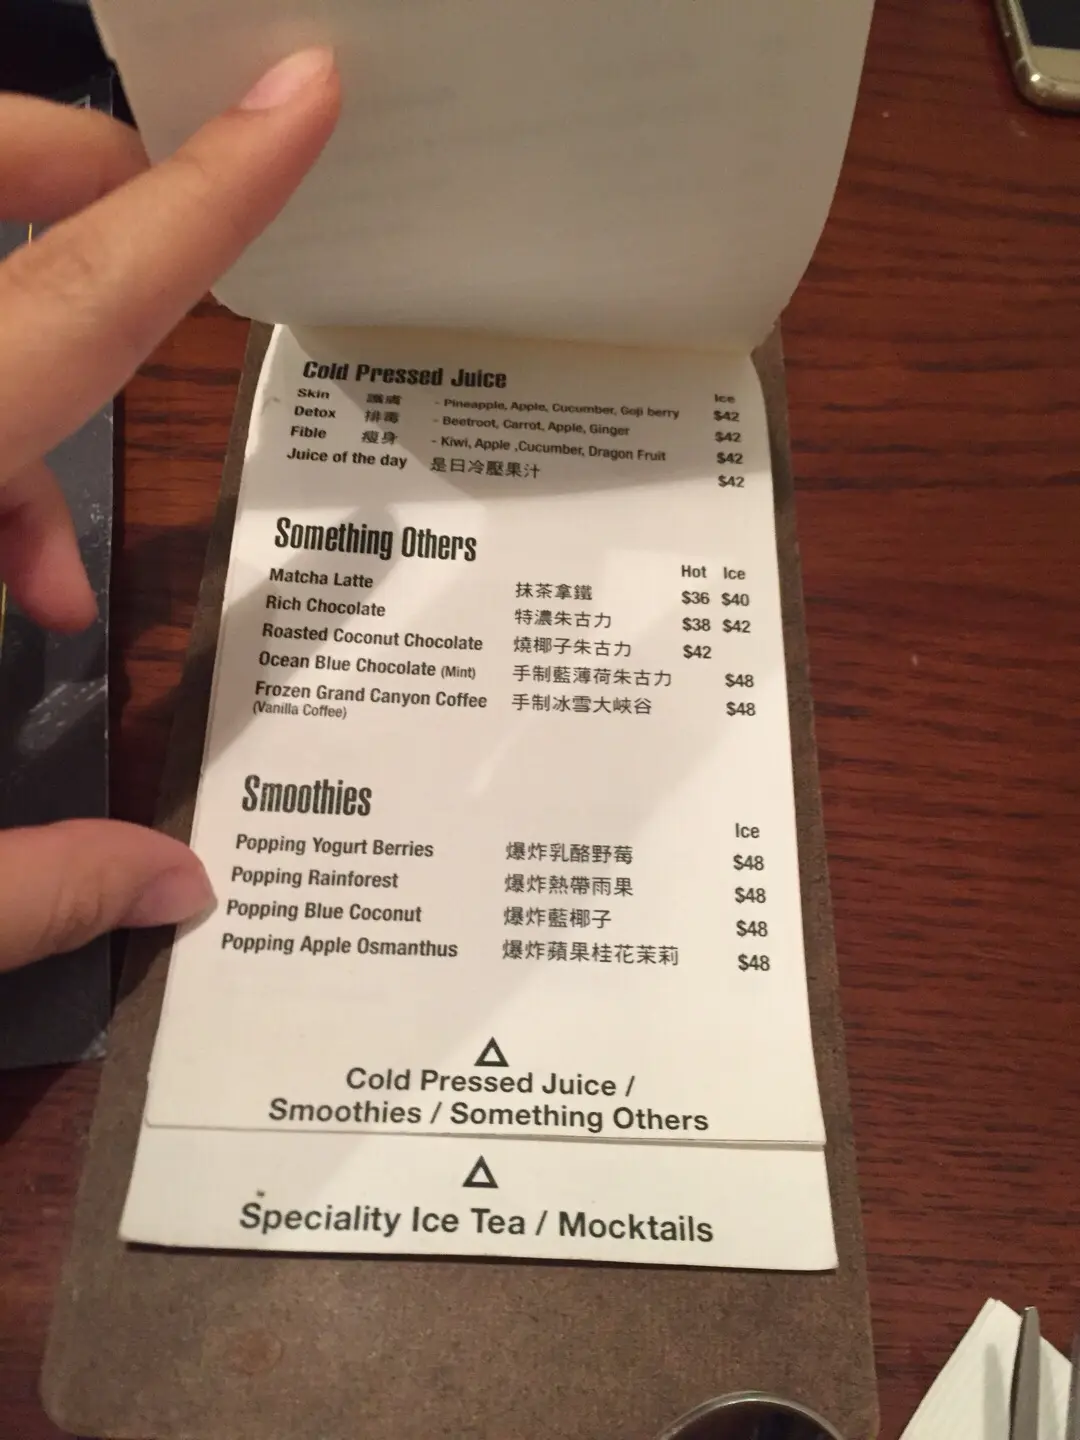 Cold Pressed Juice
Ice
Skin 護膚 - Pineapple, Apple, Cucumber, Goji berry $42
Detox 排毒 - Beetroot, Carrot, Apple, Ginger $42
Fible 瘦身 - Kiwi, Apple ,Cucumber, Dragon Fruit $42
Juice of the day 是日冷壓果汁 $42
Something Others
Hot Ice
Matcha Latte 抹茶拿鐵 $36 $40
Rich Chocolate 特濃朱古力 $38 $42
Roasted Coconut Chocolate 燒椰子朱古力 $42
Ocean Blue Chocolate (Mint) 手制藍薄荷朱古力 $48
Frozen Grand Canyon Coffee 手制冰雪大峽谷 $48
(Vanilla Coffee)
Smoothies
Ice
Popping Yogurt Berries 爆炸乳酪野莓 $48
Popping Rainforest 爆炸熱帶雨果 $48
Popping Blue Coconut 爆炸藍椰子 $48
Popping Apple Osmanthus 爆炸蘋果桂花茉莉 $48
Cold Pressed Juice /
Smoothies / Something Others
Speciality Ice Tea / Mocktails